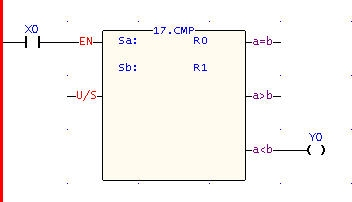 X0
17.CMP
EN Sa: R0 a=b
Sb: R1
U/S a>b
a<b Y0